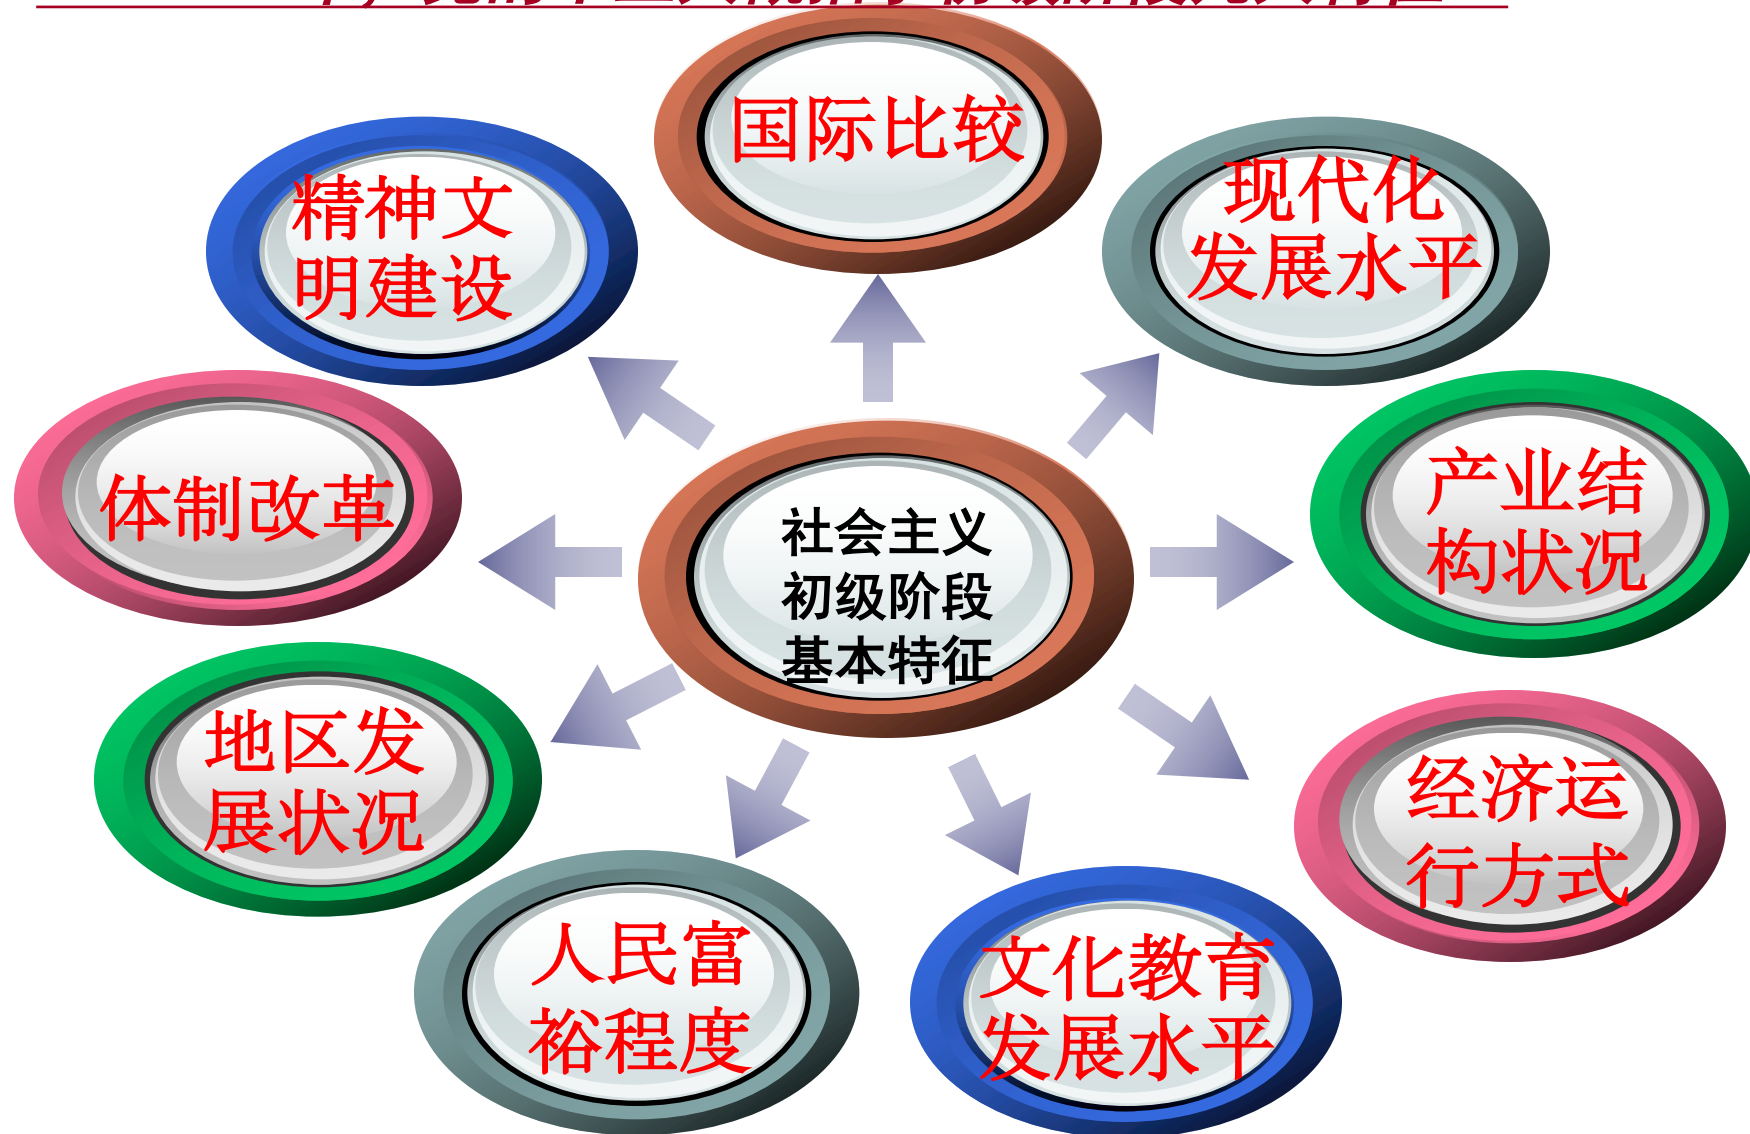 国际比较
现代化
发展水平
产业结
构状况
经济运
行方式
文化教育
发展水平
人民富
裕程度
地区发
展状况
体制改革
精神文
明建设
社会主义
初级阶段
基本特征